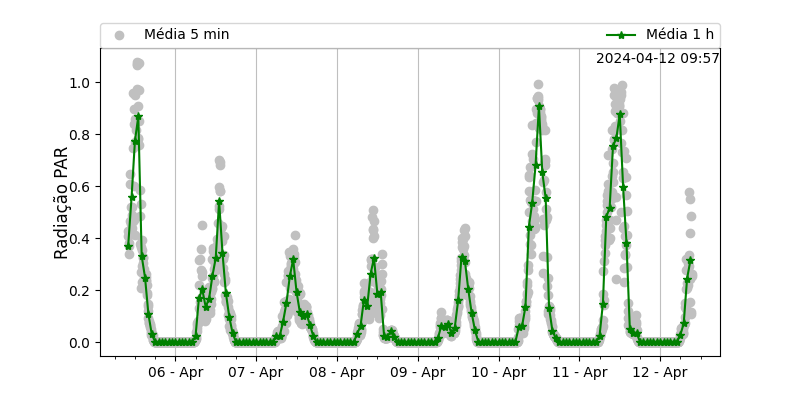 Média 5 min
Média 1 h
2024-04-12 09:57
Radiação PAR
1.0
0.8
0.6
0.4
0.2
0.0
06 - Apr
07 - Apr
08 - Apr
09 - Apr
10 - Apr
11 - Apr
12 - Apr